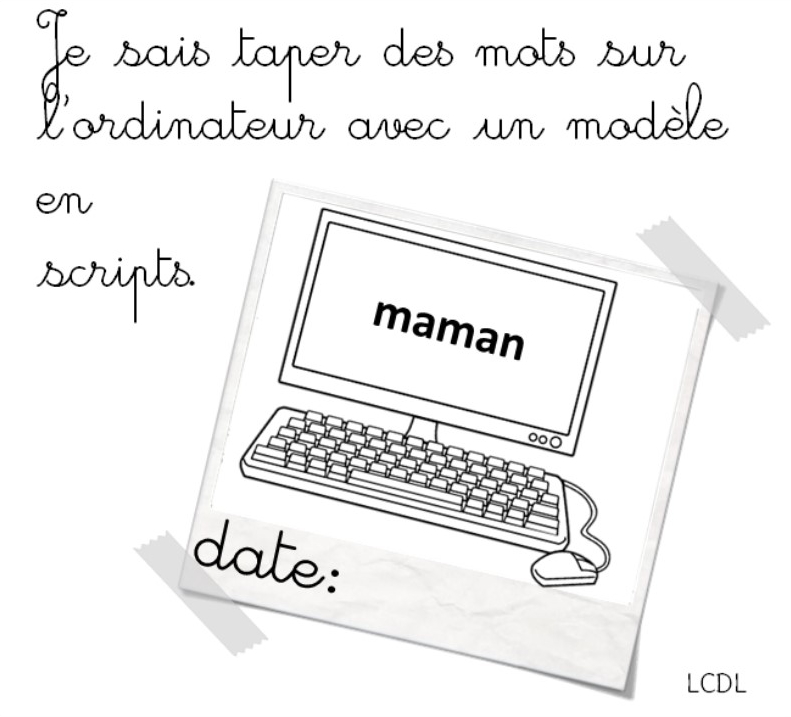 Je sais taper des mots sur
l'ordinateur avec un modèle
en
scripts.
maman
date:
LCDL